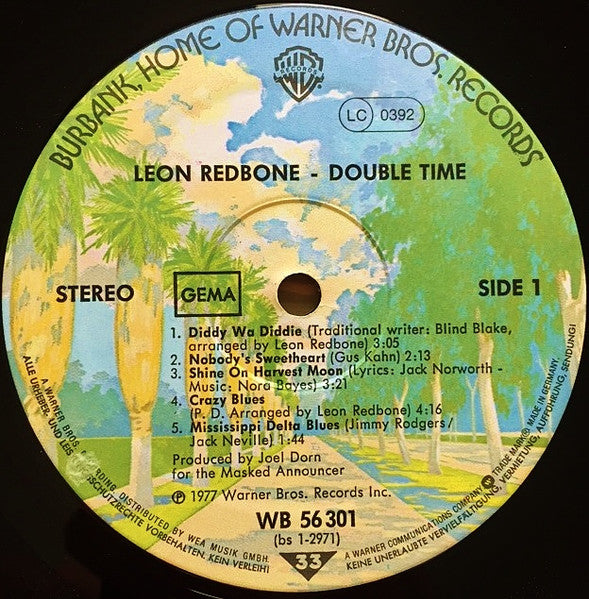 BURBANK, HOME OF WARNER BROS. RECORDS
WB
RECORDS
LC 0392
LEON REDBONE - DOUBLE TIME
STEREO
GEMA
SIDE 1
1. Diddy Wa Diddie (Traditional writer: Blind Blake,
arranged by Leon Redbone) 3:05
2. Nobody's Sweetheart (Gus Kahn) 2:13
3. Shine On Harvest Moon (Lyrics: Jack Norworth -
Music: Nora Bayes) 3:21
4. Crazy Blues
(P. D. Arranged by Leon Redbone) 4:16
5. Mississippi Delta Blues (Jimmy Rodgers/
Jack Neville) 1:44
Produced by Joel Dorn
for the Masked Announcer
℗ 1977 Warner Bros. Records Inc.
WB 56 301
(bs 1-2971)
33
A WARNER BROS. RECORDING DISTRIBUTED BY WEA MUSIK GMBH.
A WARNER COMMUNICATIONS COMPANY TRADE MARK MADE IN GERMANY.
ALLE URHEBER UND LEISTUNGSSCHUTZRECHTE VORBEHALTEN. KEIN VERLEIH!
KEINE UNERLAUBTE VERVIELFÄLTIGUNG, VERMIETUNG, AUFFÜHRUNG, SENDUNG!